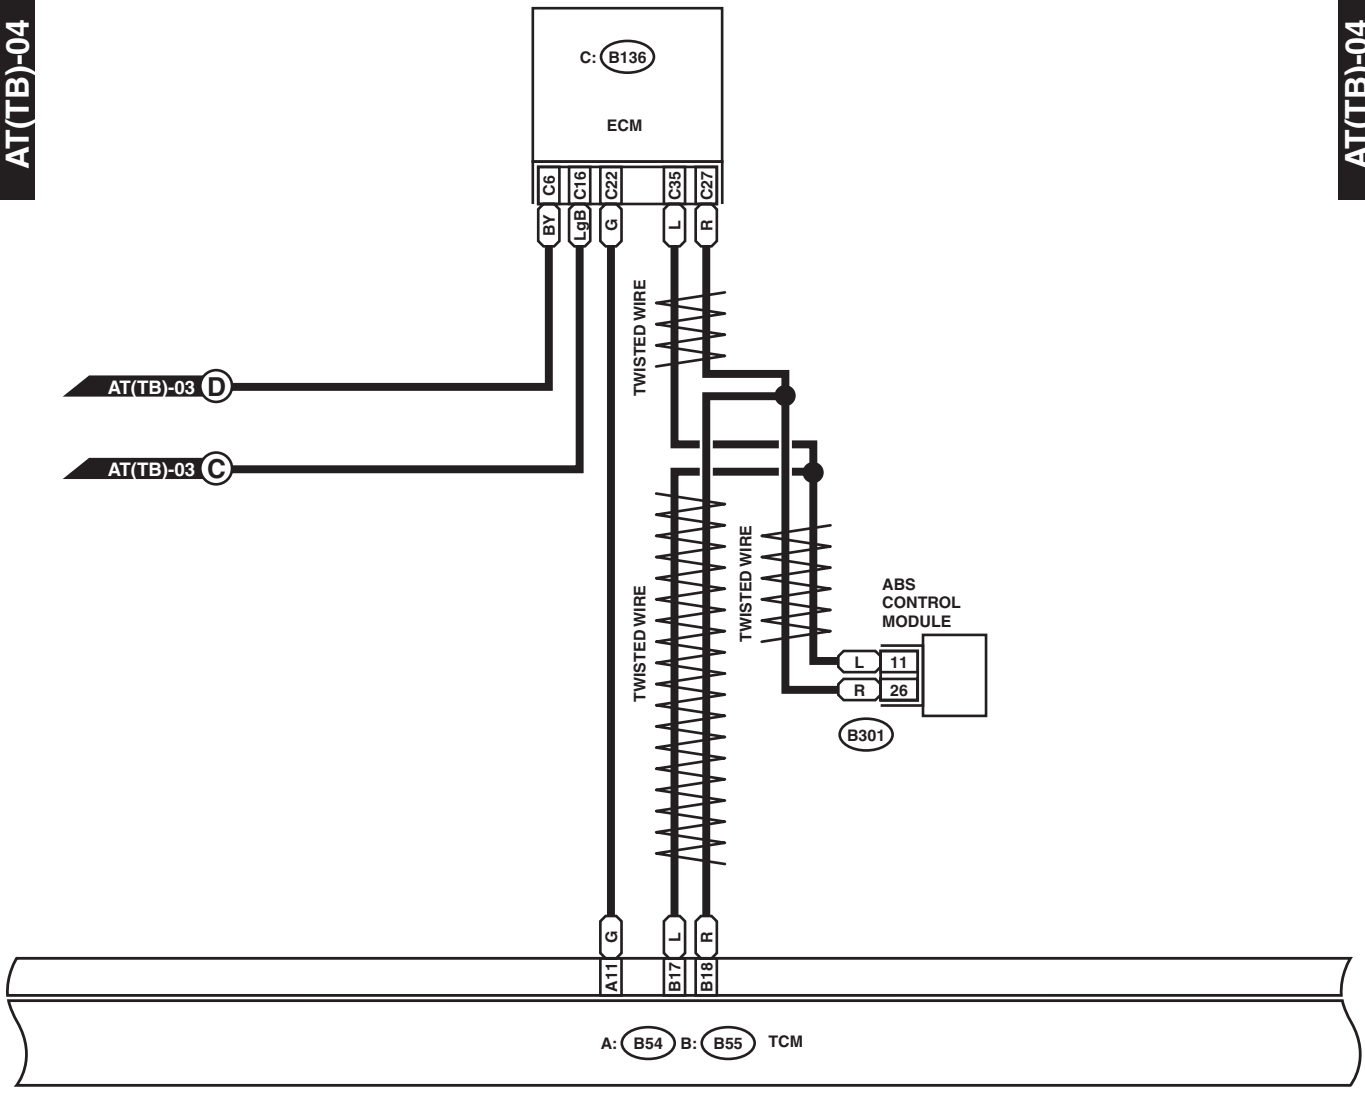 AT(TB)-04
AT(TB)-04
C: B136
ECM
C6 C16 C22 C35 C27
BY LgB G L R
TWISTED WIRE
AT(TB)-03 D
AT(TB)-03 C
TWISTED WIRE
TWISTED WIRE
ABS
CONTROL
MODULE
L 11
R 26
B301
G L R
A11 B17 B18
A: B54 B: B55 TCM